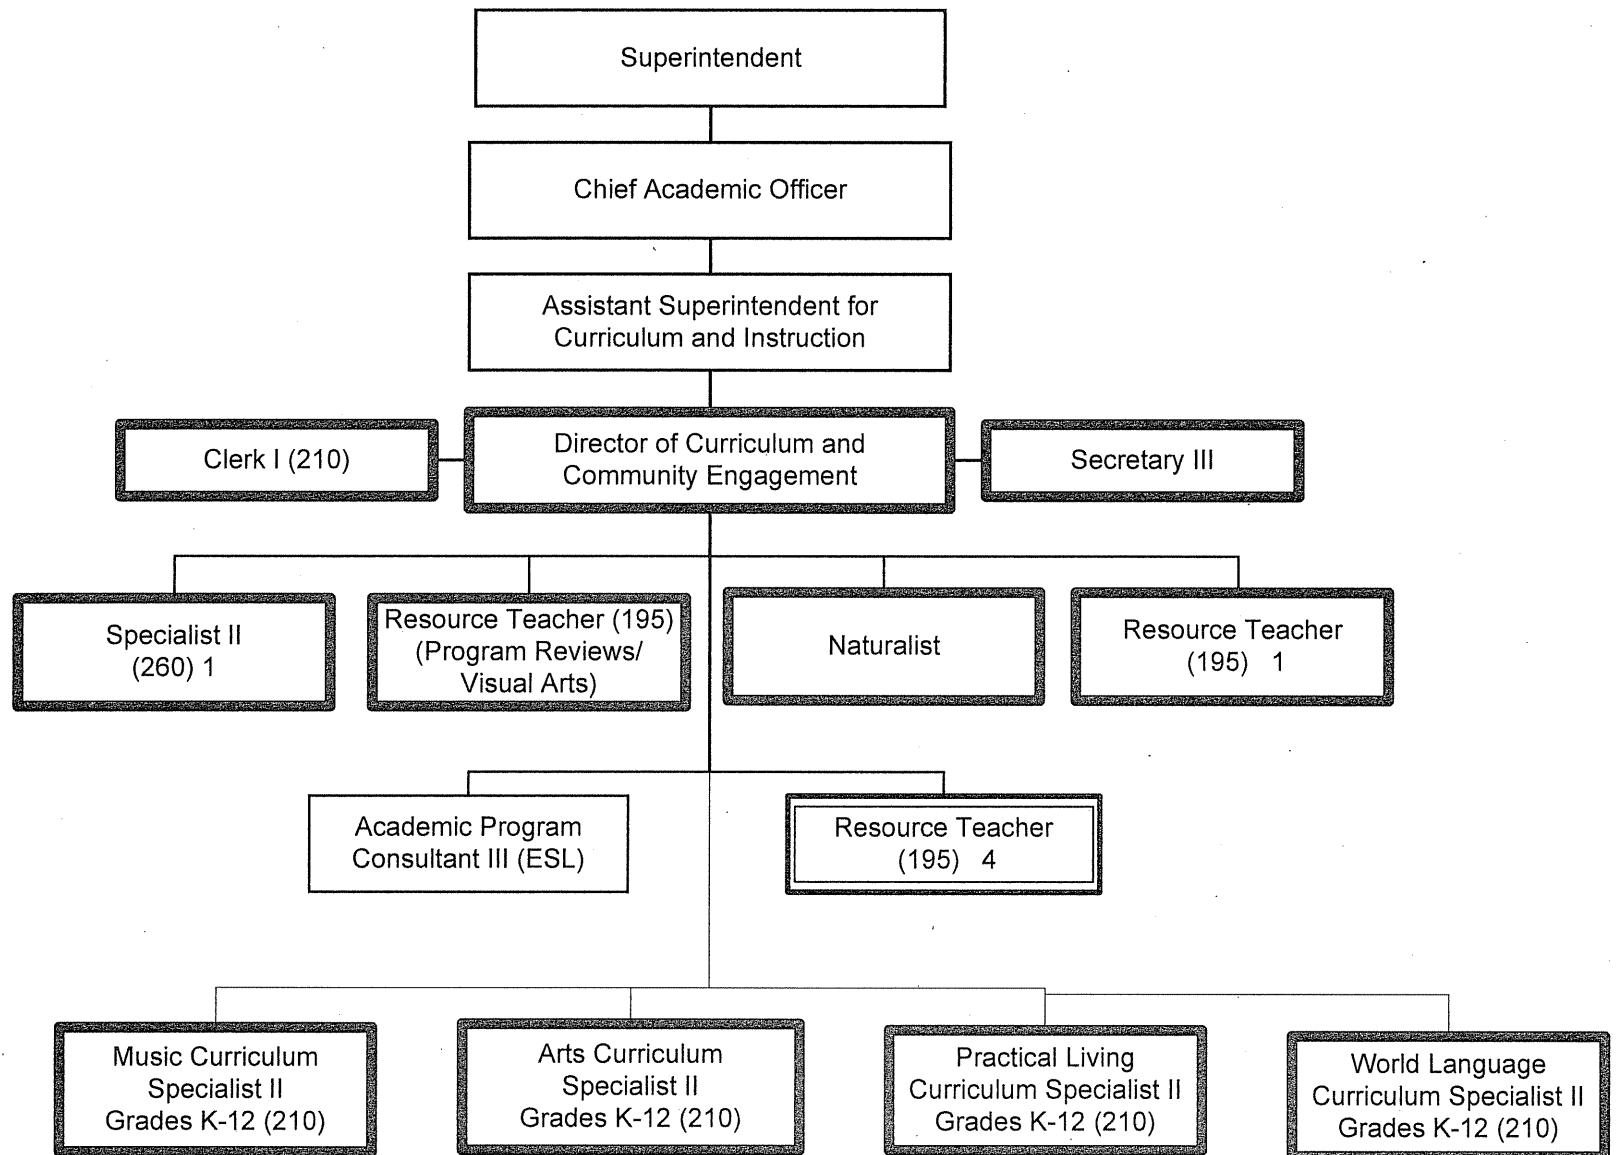 Superintendent
Chief Academic Officer
Assistant Superintendent for
Curriculum and Instruction
Clerk I (210)
Director of Curriculum and
Community Engagement
Secretary III
Specialist II
(260) 1
Resource Teacher (195)
(Program Reviews/
Visual Arts)
Naturalist
Resource Teacher
(195) 1
Academic Program
Consultant III (ESL)
Resource Teacher
(195) 4
Music Curriculum
Specialist II
Grades K-12 (210)
Arts Curriculum
Specialist II
Grades K-12 (210)
Practical Living
Curriculum Specialist II
Grades K-12 (210)
World Language
Curriculum Specialist II
Grades K-12 (210)